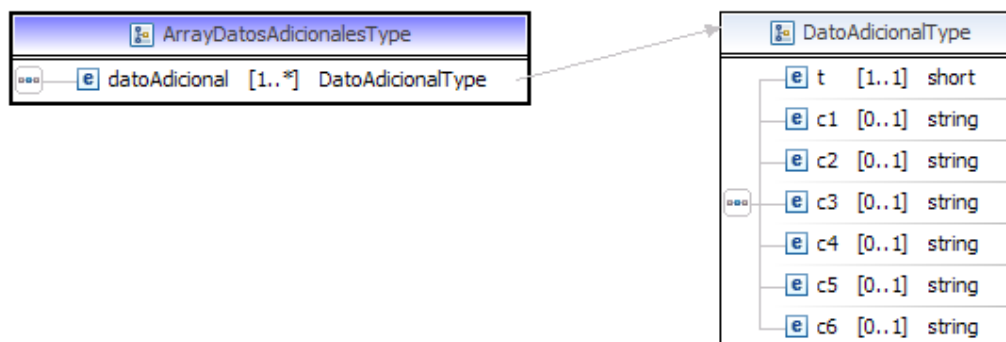 ArrayDatosAdicionalesType
e datoAdicional [1..*] DatoAdicionalType
DatoAdicionalType
e t [1..1] short
e c1 [0..1] string
e c2 [0..1] string
e c3 [0..1] string
e c4 [0..1] string
e c5 [0..1] string
e c6 [0..1] string